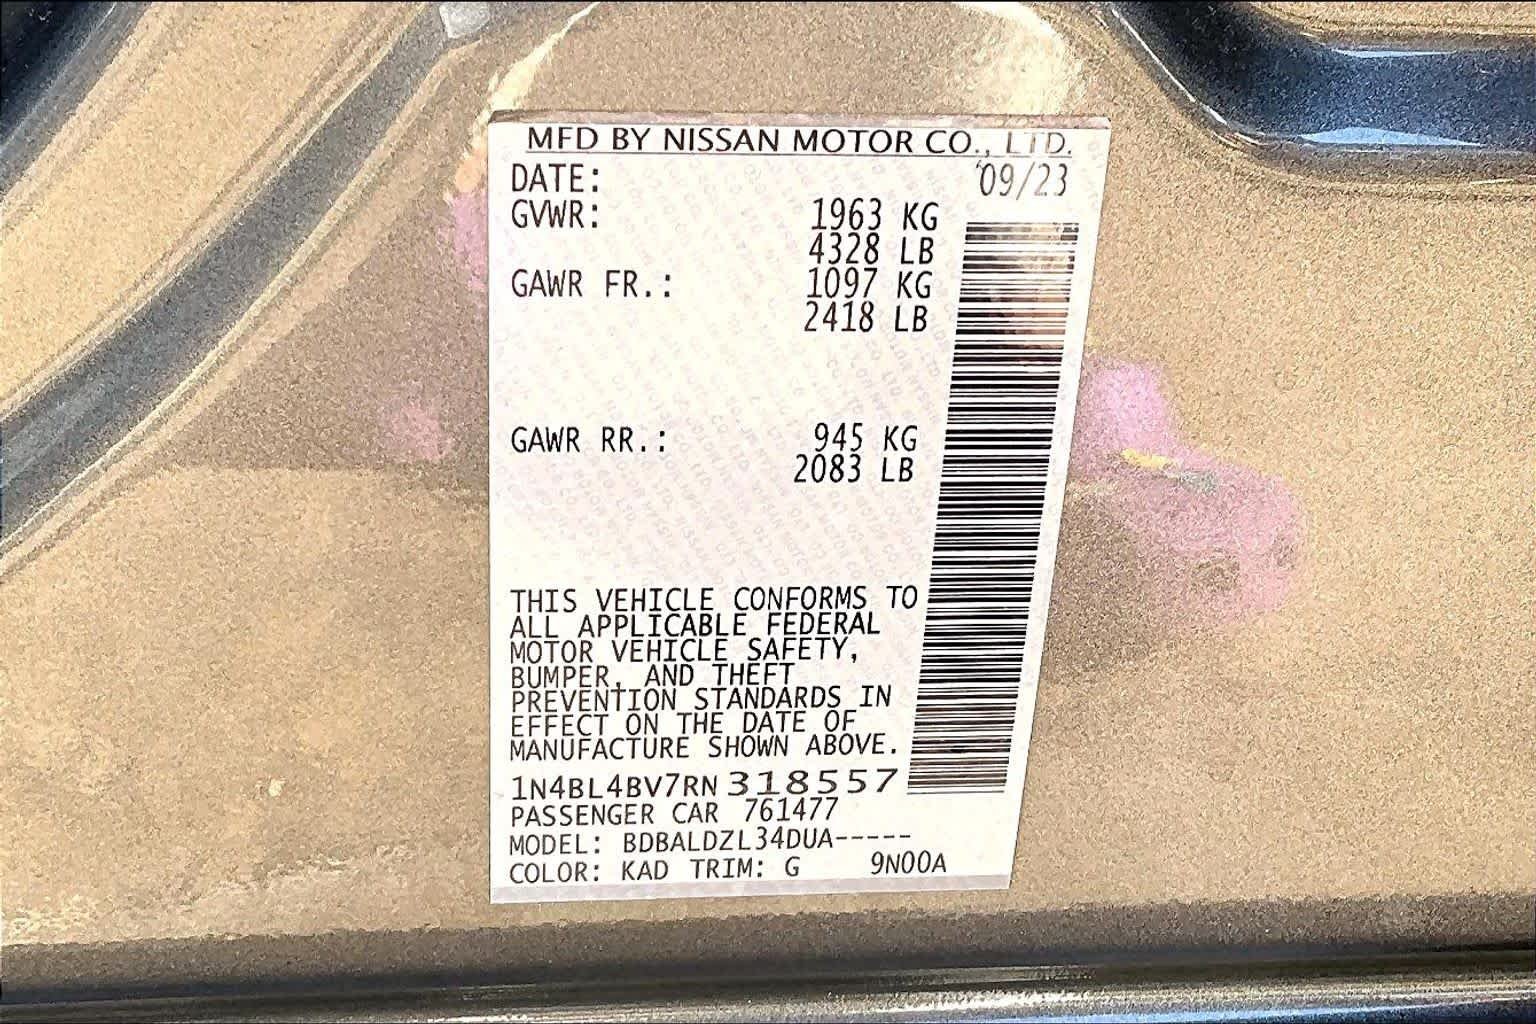 MFD BY NISSAN MOTOR CO., LTD.
DATE: '09/23
GVWR: 1963 KG
4328 LB
GAWR FR.: 1097 KG
2418 LB
GAWR RR.: 945 KG
2083 LB
THIS VEHICLE CONFORMS TO
ALL APPLICABLE FEDERAL
MOTOR VEHICLE SAFETY,
BUMPER, AND THEFT
PREVENTION STANDARDS IN
EFFECT ON THE DATE OF
MANUFACTURE SHOWN ABOVE.
1N4BL4BV7RN318557
PASSENGER CAR 761477
MODEL: BDBALDZL34DUA-----
COLOR: KAD TRIM: G 9N00A